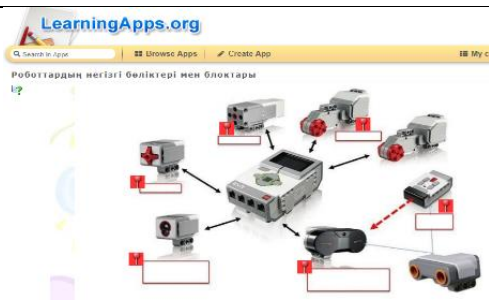 LearningApps.org
Search in Apps
Browse Apps
Create App
My c
Роботтардың негізгі бөліктері мен блоктары